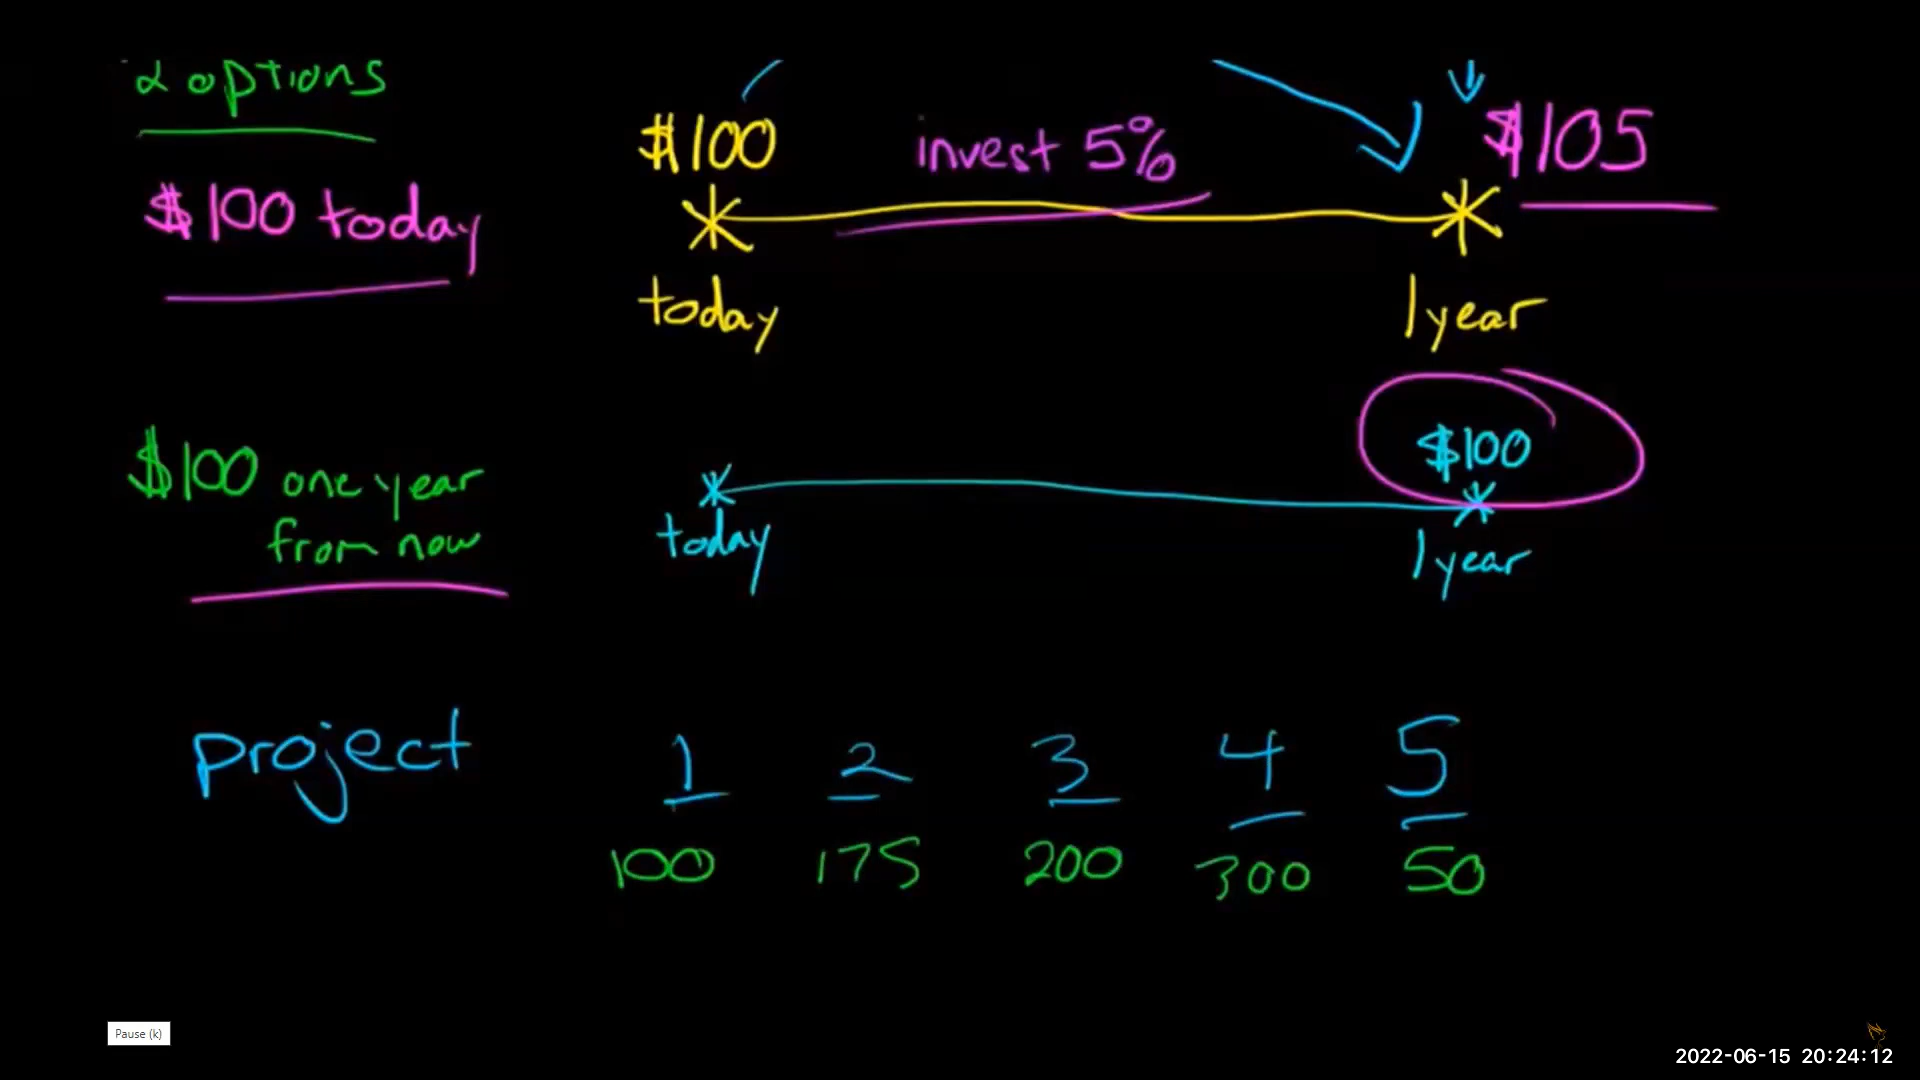 2 options
$100 invest 5% $105
$100 today
today 1 year
$100 one year
from now
$100
today 1 year
project 1 2 3 4 5
100 175 200 300 50
Pause (k)
2022-06-15 20:24:12